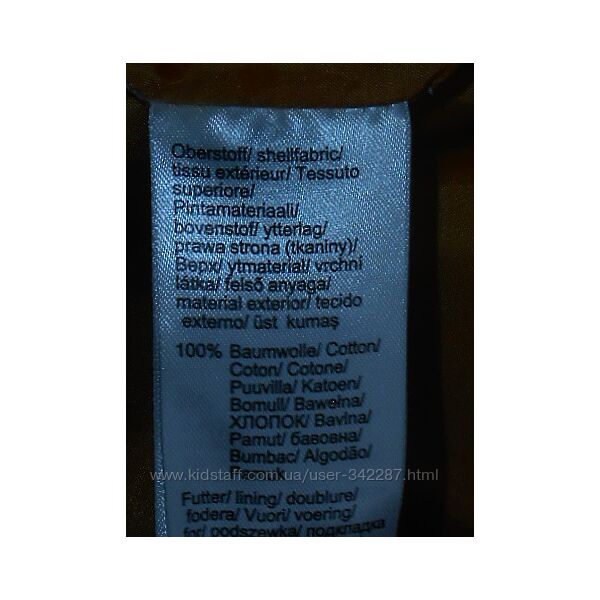 Oberstoff/ shellfabric/
tissu extérieur/ Tessuto
superiore/
Pintamateriaali/
bovenstof/ ytterlag/
prawa strona (tkaniny)/
Верх/ ytmaterial/ vrchní
látka/ felső anyaga/
material exterior/ tecido
externo/ üst kumaş
100% Baumwolle/ Cotton/
Coton/ Cotone/
Puuvilla/ Katoen/
Bomull/ Bawełna/
ХЛОПОК/ Bavlna/
Pamut/ бавовна/
Bumbac/ Algodão/
www.kidstaff.com.ua/user-342287.html
Futter/ lining/ doublure/
fodera/ Vuori/ voering/
for/ podszewka/ подкладка